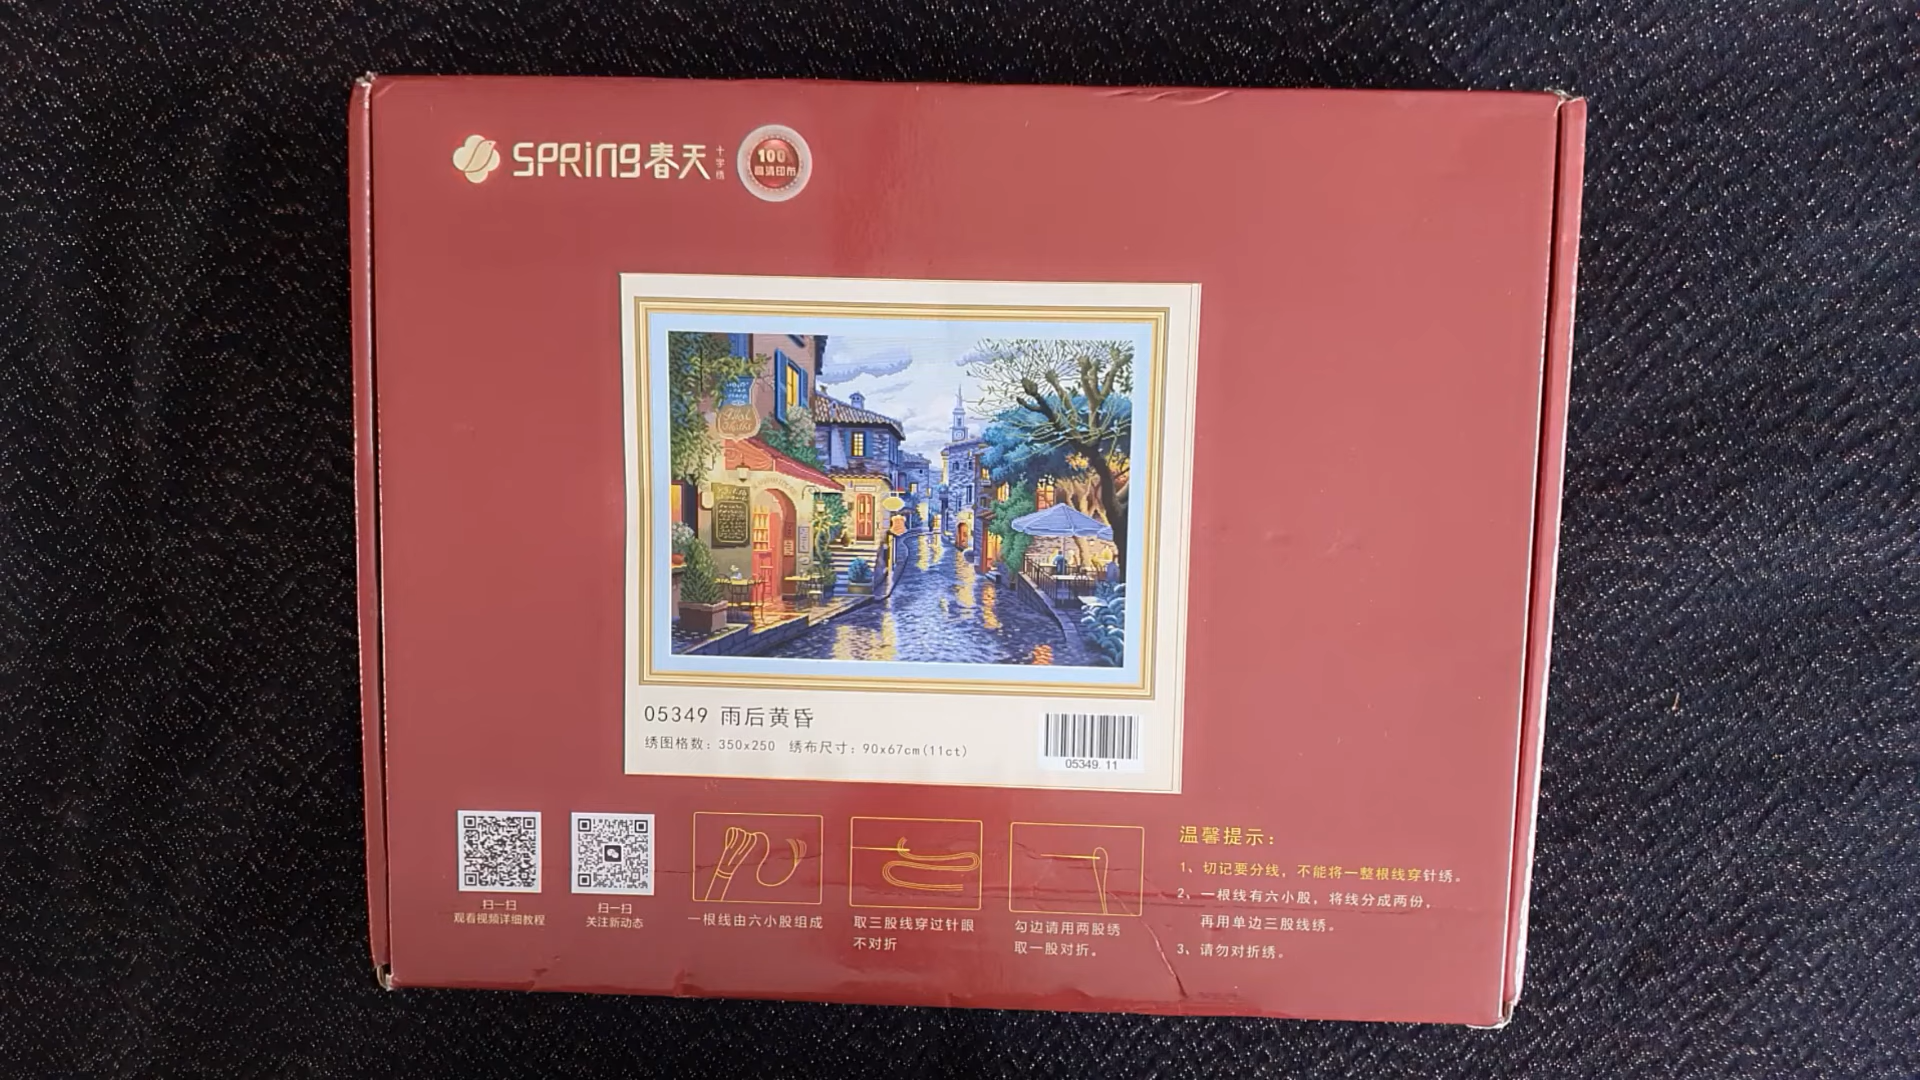 SPRING春天
十字绣
100
高清印布
05349 雨后黄昏
绣图格数：350x250 绣布尺寸：90x67cm(11ct)
05349. 11
扫一扫
观看视频详细教程
扫一扫
关注新动态
一根线由六小股组成
取三股线穿过针眼
不对折
勾边请用两股绣
取一股对折。
温馨提示：
1、切记要分线，不能将一整根线穿针绣。
2、一根线有六小股，将线分成两份，
再用单边三股线绣。
3、请勿对折绣。